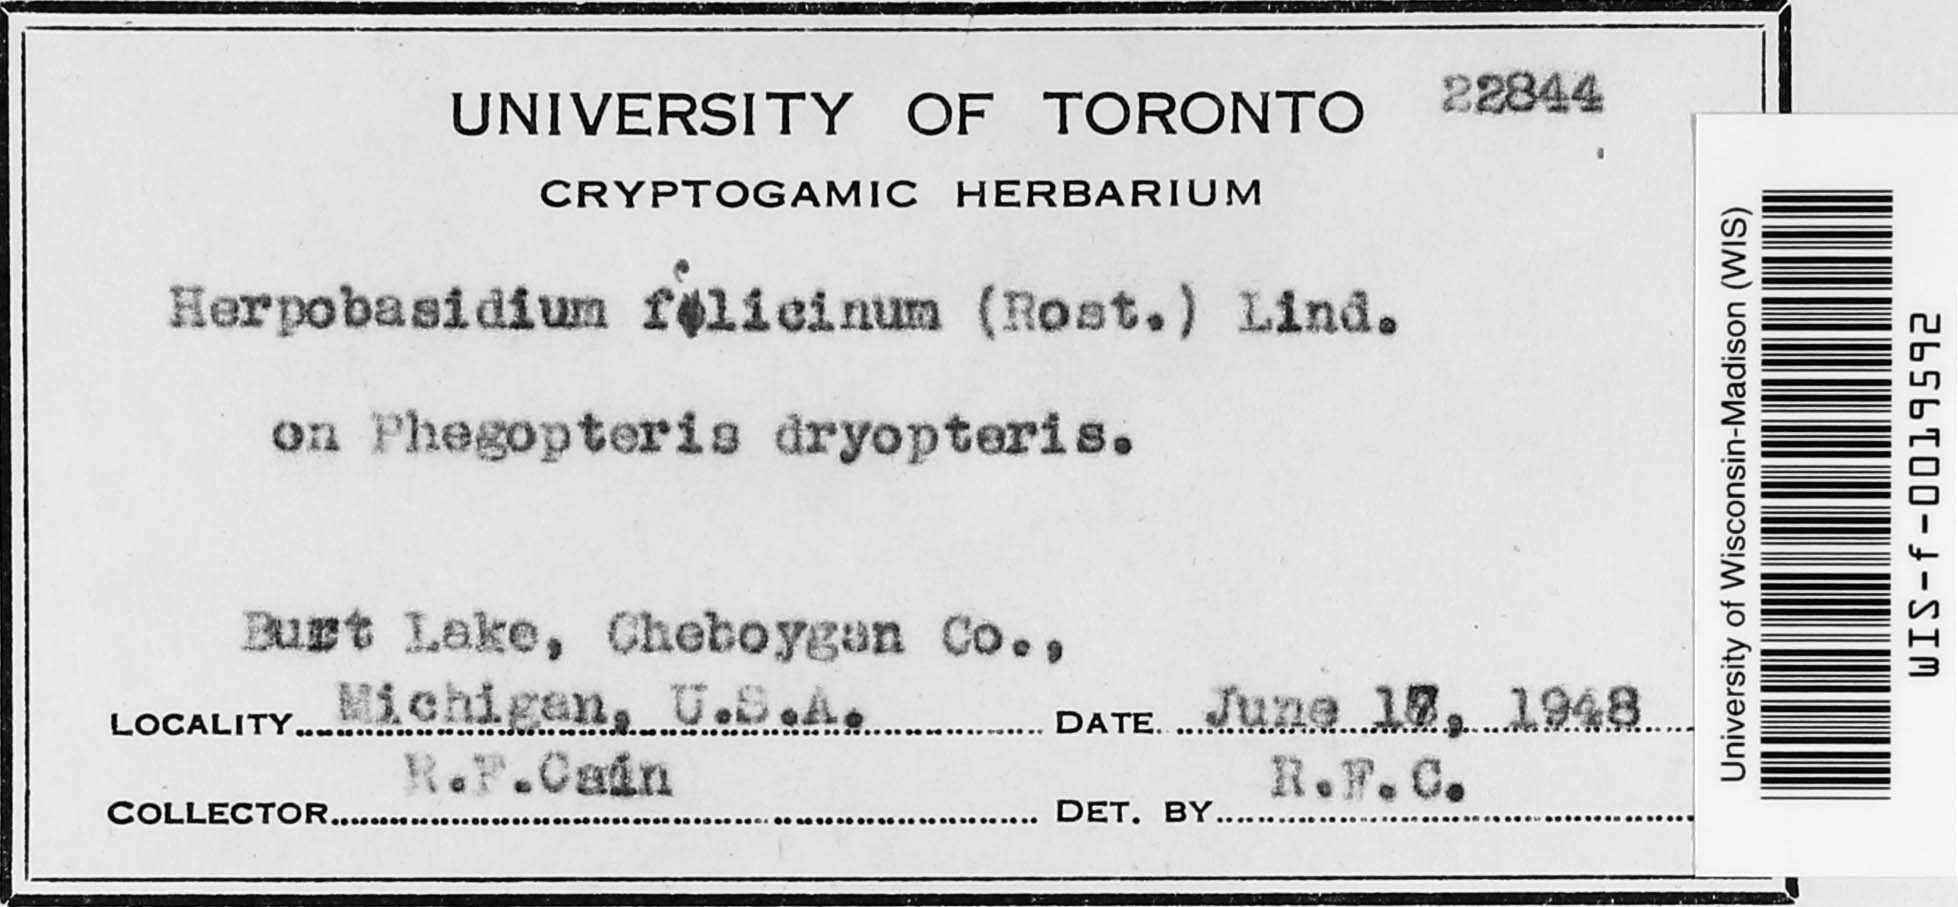 UNIVERSITY OF TORONTO 22844
CRYPTOGAMIC HERBARIUM
Herpobasidium filicinum (Rost.) Lind.
on Phegopteris dryopteris.
Burt Lake, Cheboygan Co.,
Michigan, U.S.A.
LOCALITY
DATE June 17, 1948
R.F.Cain
COLLECTOR
DET. BY R.F.C.
University of Wisconsin-Madison (WIS)
WIS-f-0019592